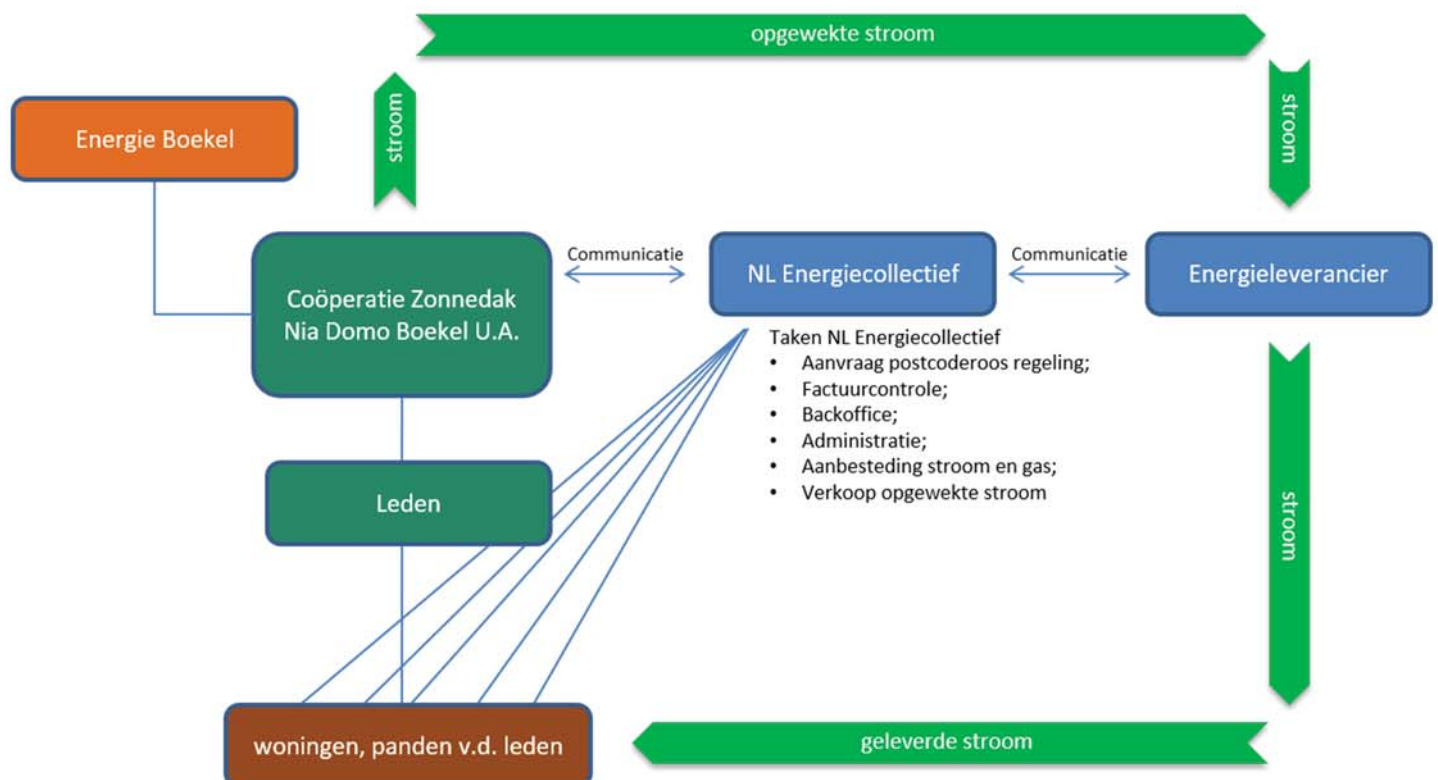 opgewekte stroom
stroom
stroom
Energie Boekel
Coöperatie Zonnedak
Nia Domo Boekel U.A.
Communicatie
NL Energiecollectief
Communicatie
Energieleverancier
Taken NL Energiecollectief
• Aanvraag postcoderoos regeling;
• Factuurcontrole;
• Backoffice;
• Administratie;
• Aanbesteding stroom en gas;
• Verkoop opgewekte stroom
Leden
stroom
woningen, panden v.d. leden
geleverde stroom